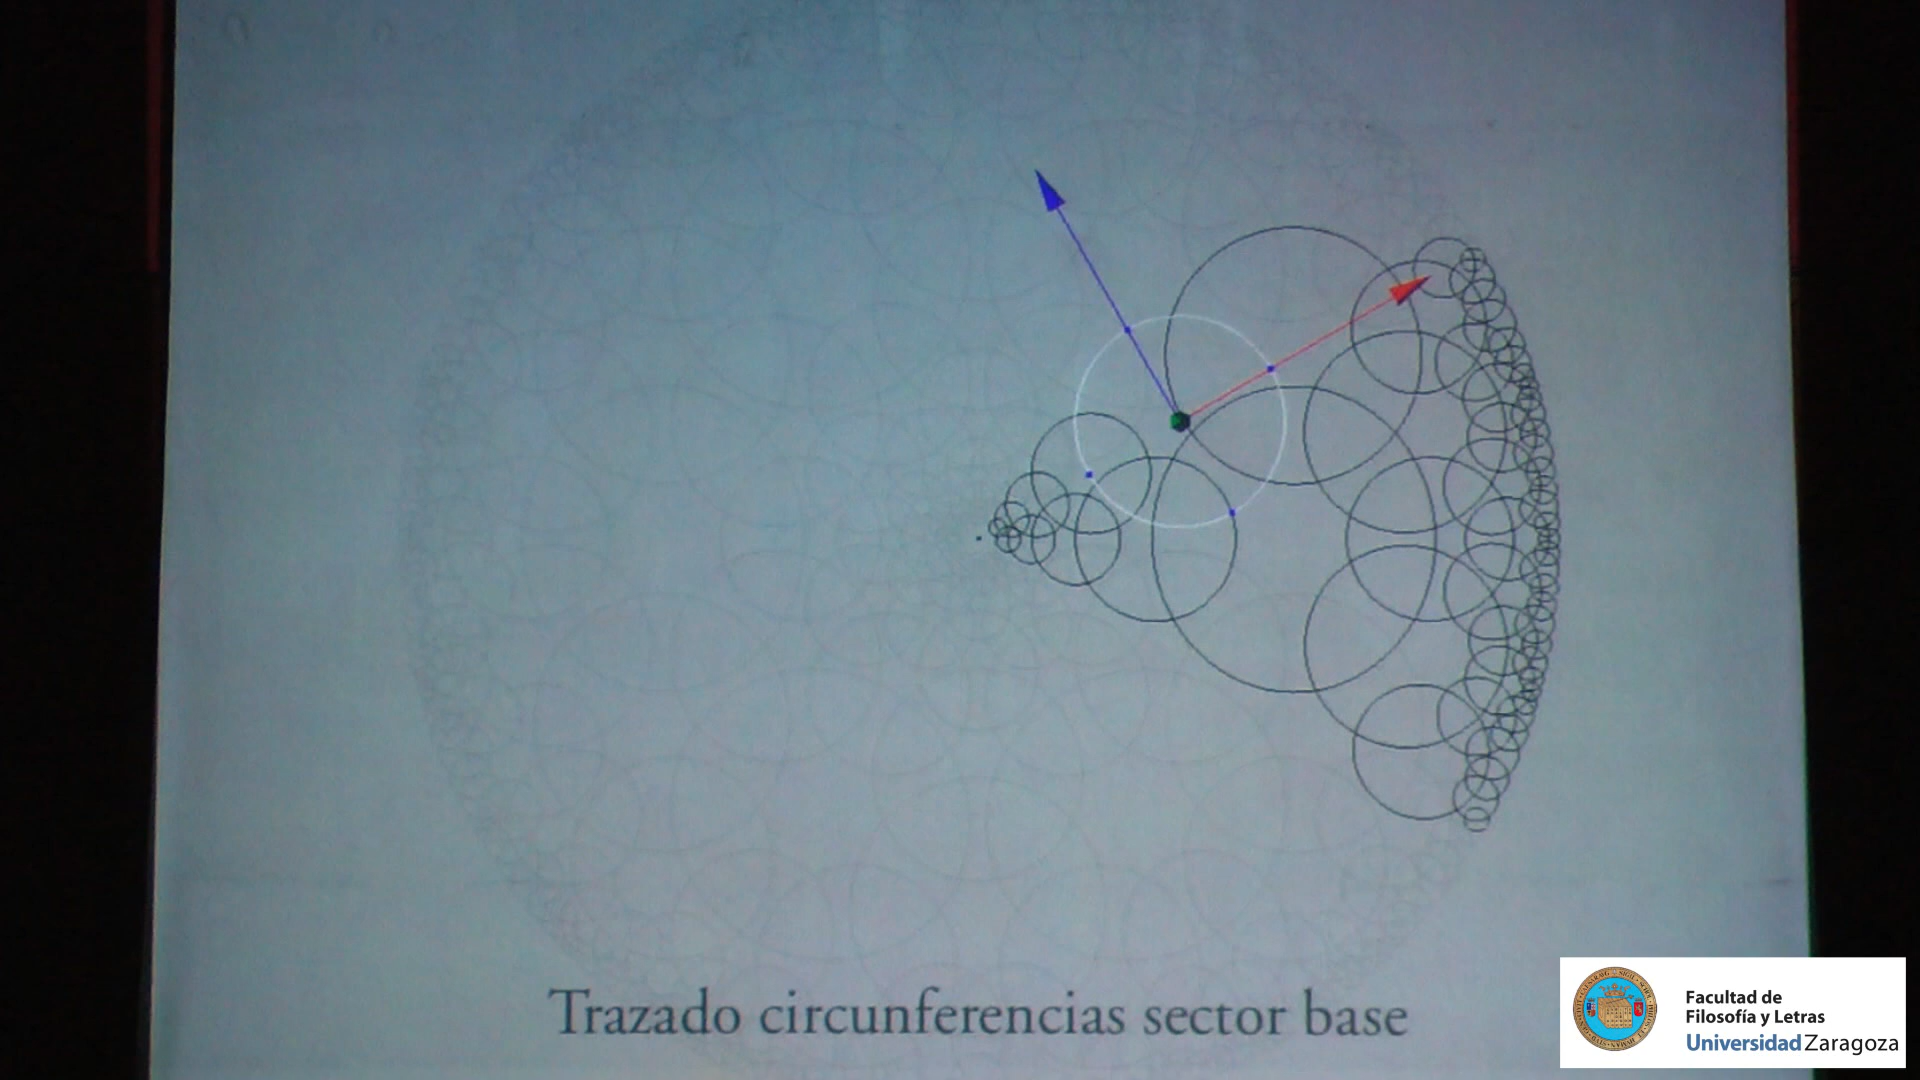 Trazado circunferencias sector base
Facultad de
Filosofía y Letras
Universidad Zaragoza